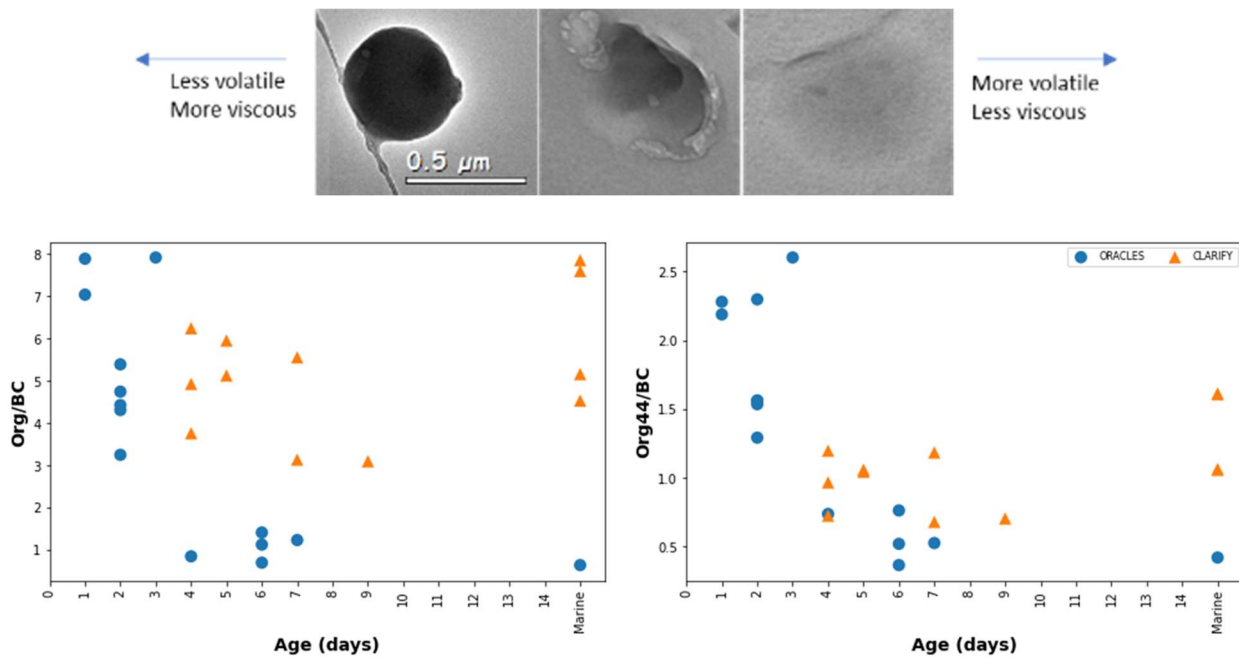 Less volatile
More viscous
0.5 µm
More volatile
Less viscous
8
7
6
5
4
3
2
1
Org/BC
0 1 2 3 4 5 6 7 8 9 10 11 12 13 14 Marine
Age (days)
ORACLES CLARIFY
2.5
2.0
1.5
1.0
0.5
Org44/BC
0 1 2 3 4 5 6 7 8 9 10 11 12 13 14 Marine
Age (days)